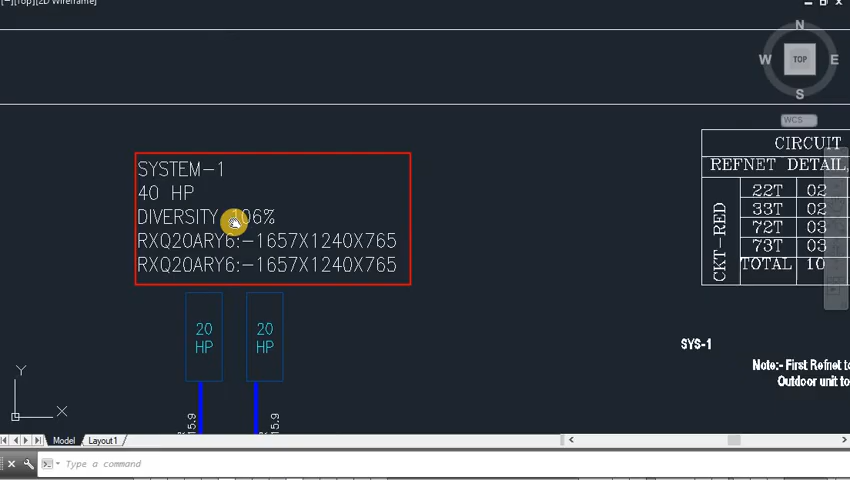 [−][Top][2D Wireframe]
N
W TOP E
S
WCS
SYSTEM-1
40 HP
DIVERSITY 106%
RXQ20ARY6:-1657X1240X765
RXQ20ARY6:-1657X1240X765
20 HP
20 HP
15.9
15.9
CIRCUIT
REFNET DETAIL,
CKT-RED
22T 02
33T 02
72T 03
73T 03
TOTAL 10
SYS-1
Note:- First Refnet to
Outdoor unit to
Y
X
Model Layout1
Type a command